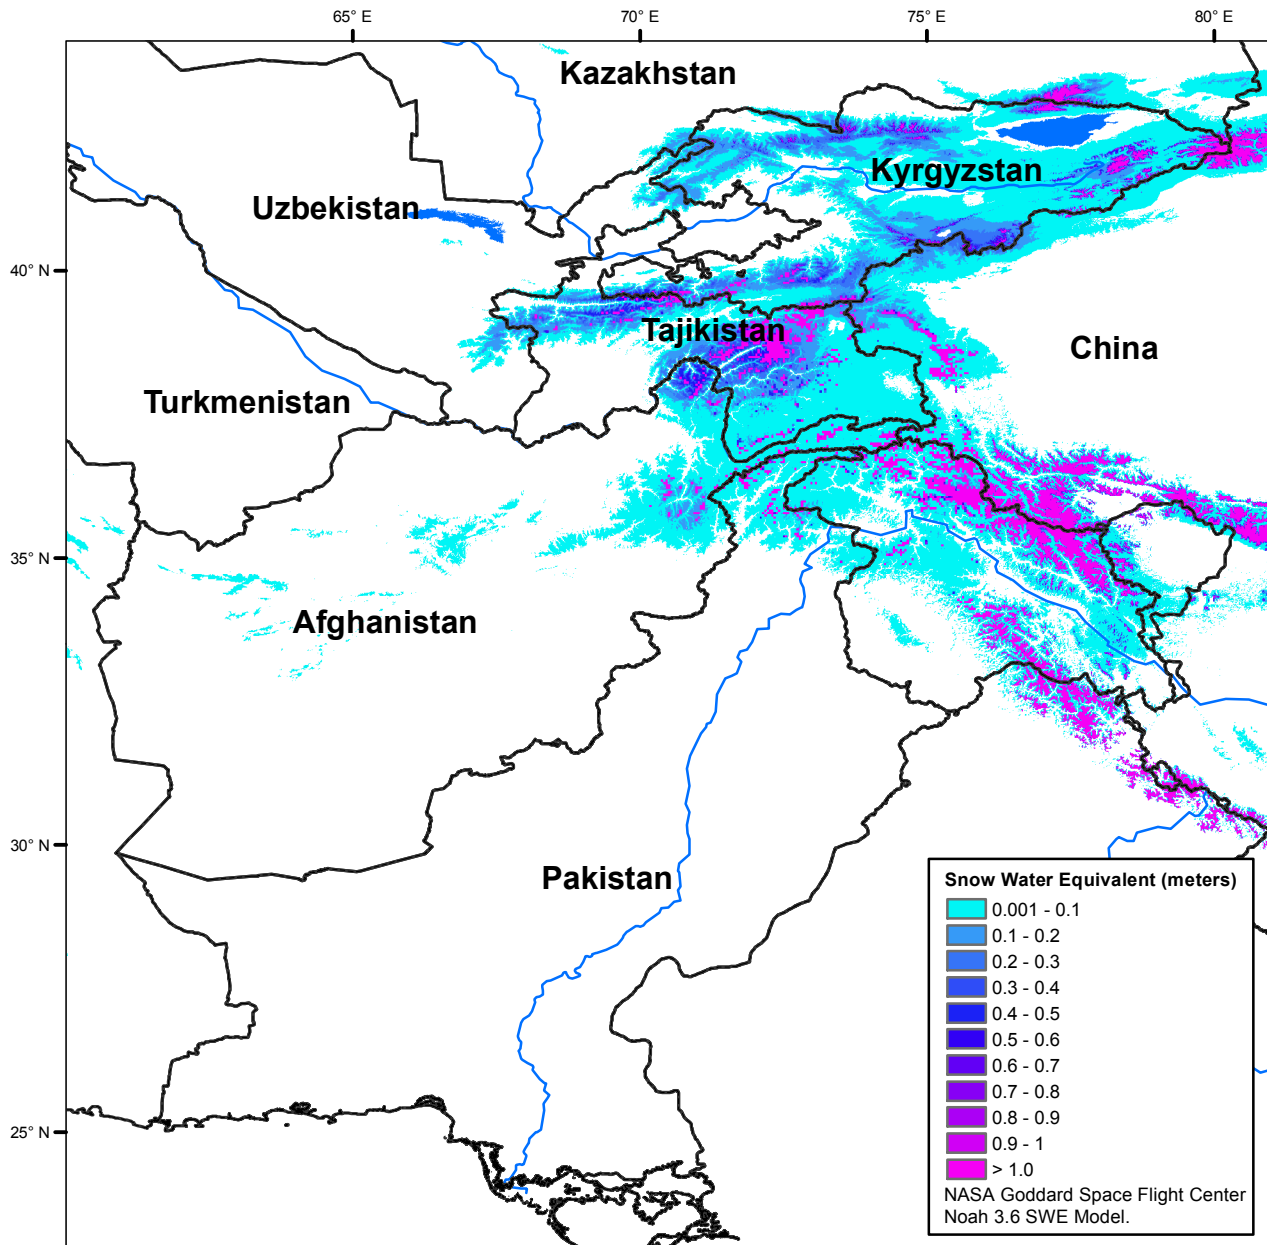 65° E
70° E
75° E
80° E
Kazakhstan
Kyrgyzstan
Uzbekistan
40° N
Tajikistan
China
Turkmenistan
35° N
Afghanistan
30° N
Pakistan
25° N
Snow Water Equivalent (meters)
0.001 - 0.1
0.1 - 0.2
0.2 - 0.3
0.3 - 0.4
0.4 - 0.5
0.5 - 0.6
0.6 - 0.7
0.7 - 0.8
0.8 - 0.9
0.9 - 1
> 1.0
NASA Goddard Space Flight Center
Noah 3.6 SWE Model.